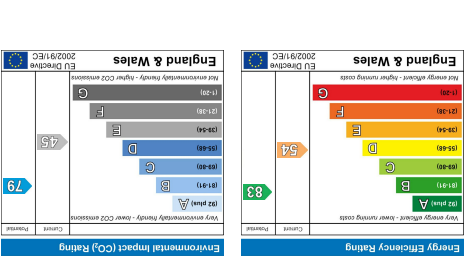 Energy Efficiency Rating
Current Potential
Very energy efficient - lower running costs
(92 plus) A
(81-91) B
(69-80) C
(55-68) D
(39-54) E
(21-38) F
(1-20) G
54
83
Not energy efficient - higher running costs
England & Wales
EU Directive
2002/91/EC
Environmental Impact (CO₂) Rating
Current Potential
Very environmentally friendly - lower CO2 emissions
(92 plus) A
(81-91) B
(69-80) C
(55-68) D
(39-54) E
(21-38) F
(1-20) G
45
79
Not environmentally friendly - higher CO2 emissions
England & Wales
EU Directive
2002/91/EC